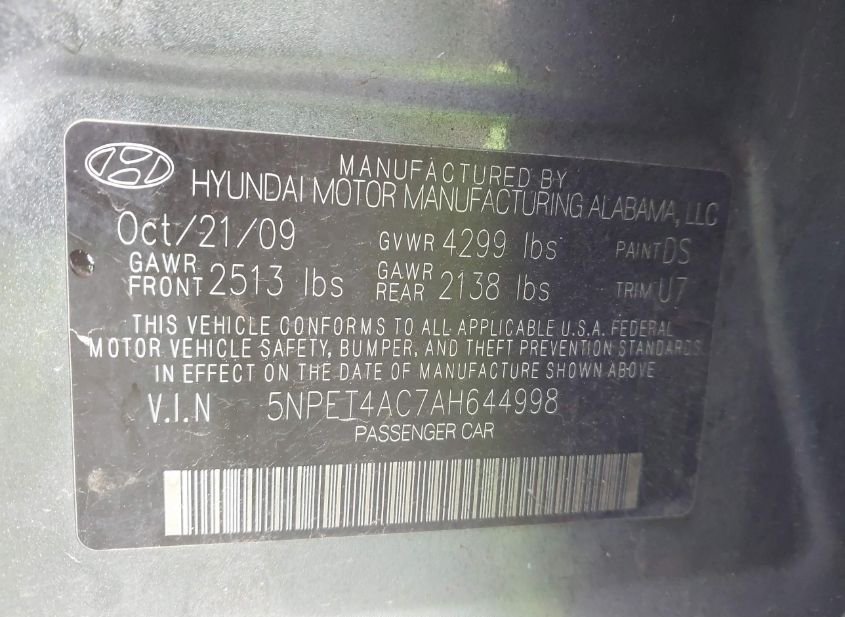 MANUFACTURED BY
HYUNDAI MOTOR MANUFACTURING ALABAMA, LLC
Oct/21/09 GVWR 4299 lbs PAINT DS
GAWR FRONT 2513 lbs GAWR REAR 2138 lbs TRIM U7
THIS VEHICLE CONFORMS TO ALL APPLICABLE U.S.A. FEDERAL
MOTOR VEHICLE SAFETY, BUMPER, AND THEFT PREVENTION STANDARDS
IN EFFECT ON THE DATE OF MANUFACTURE SHOWN ABOVE
V.I.N 5NPET4AC7AH644998
PASSENGER CAR